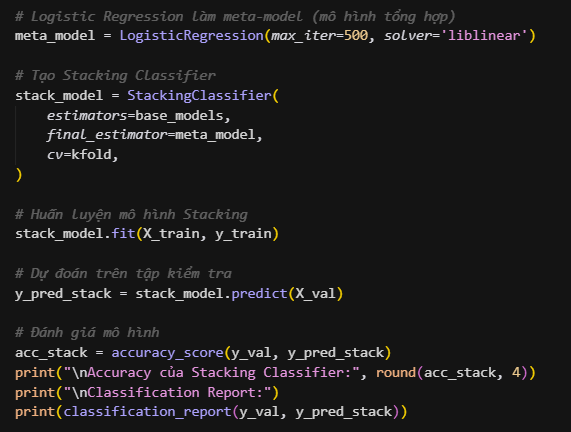 # Logistic Regression làm meta-model (mô hình tổng hợp)
meta_model = LogisticRegression(max_iter=500, solver='liblinear')
# Tạo Stacking Classifier
stack_model = StackingClassifier(
    estimators=base_models,
    final_estimator=meta_model,
    cv=kfold,
)
# Huấn luyện mô hình Stacking
stack_model.fit(X_train, y_train)
# Dự đoán trên tập kiểm tra
y_pred_stack = stack_model.predict(X_val)
# Đánh giá mô hình
acc_stack = accuracy_score(y_val, y_pred_stack)
print("\nAccuracy của Stacking Classifier:", round(acc_stack, 4))
print("\nClassification Report:")
print(classification_report(y_val, y_pred_stack))